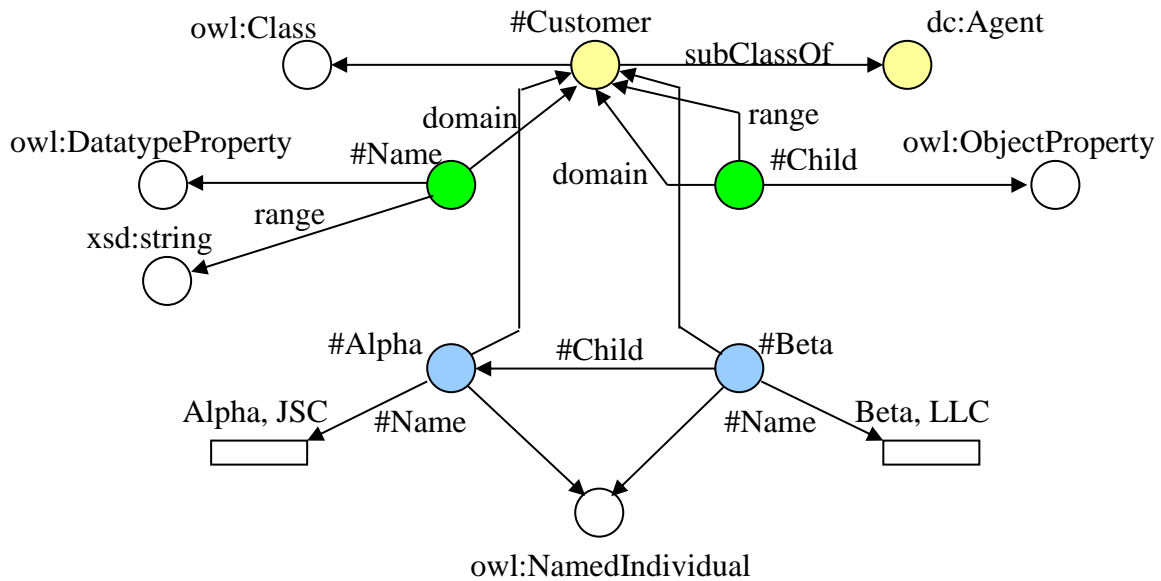 #Customer
dc:Agent
owl:Class
subClassOf
domain
range
owl:DatatypeProperty
#Name
#Child
owl:ObjectProperty
domain
range
xsd:string
#Alpha
#Child
#Beta
Alpha, JSC
#Name
#Name
Beta, LLC
owl:NamedIndividual